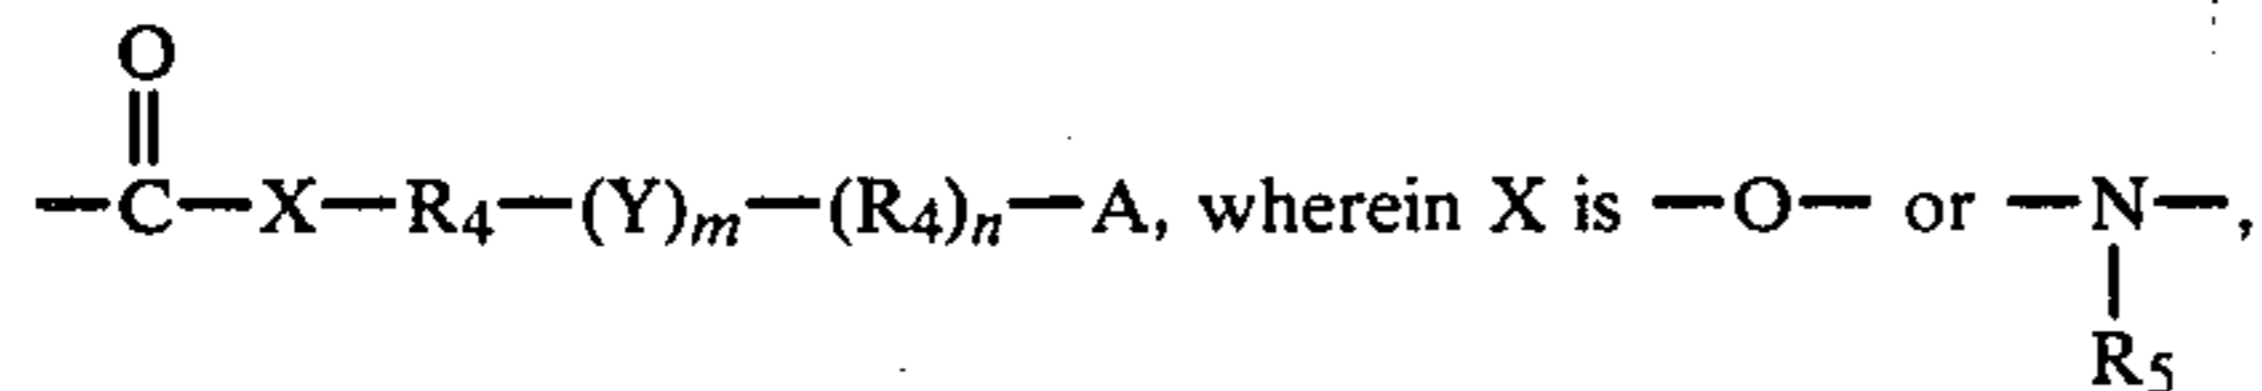 O
—C—X—R4—(Y)m—(R4)n—A, wherein X is —O— or —N—,
R5